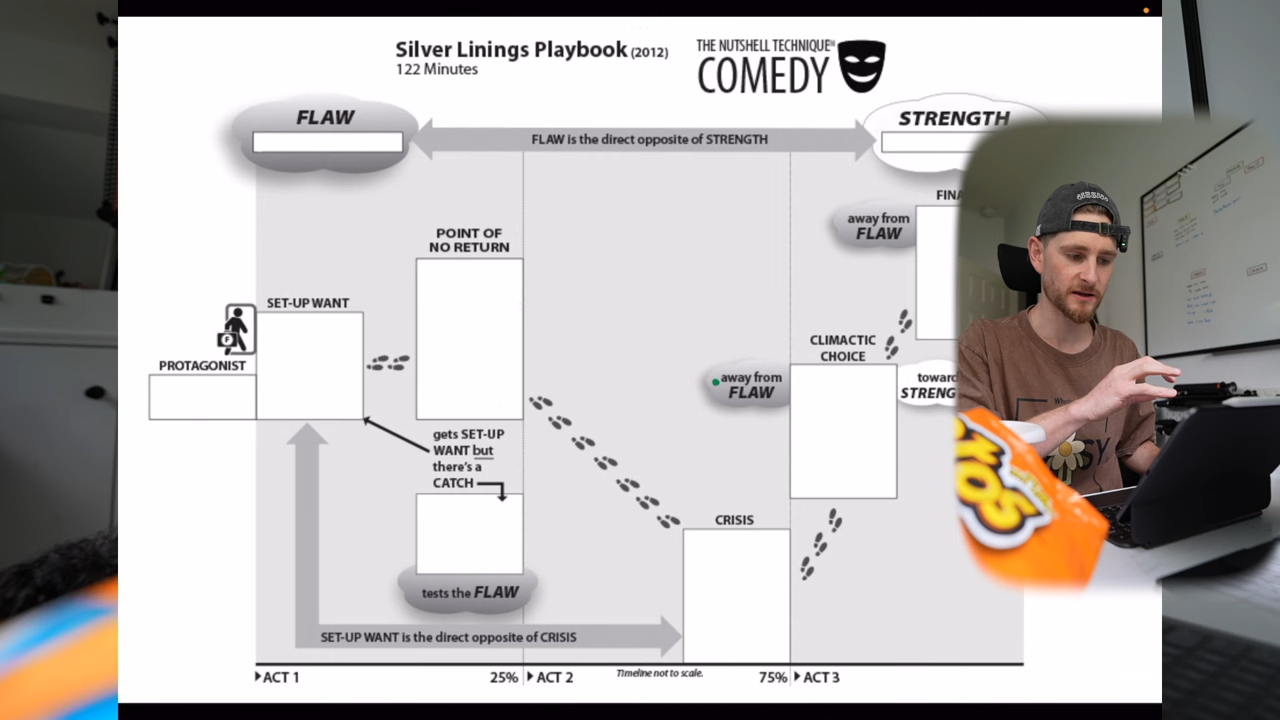 Silver Linings Playbook (2012)
122 Minutes
THE NUTSHELL TECHNIQUE™
COMEDY
FLAW
FLAW is the direct opposite of STRENGTH
STRENGTH
away from
FLAW
POINT OF
NO RETURN
SET-UP WANT
F
PROTAGONIST
CLIMACTIC
CHOICE
away from
FLAW
gets SET-UP
WANT but
there's a
CATCH
CRISIS
tests the FLAW
SET-UP WANT is the direct opposite of CRISIS
ACT 1
25%
ACT 2
Timeline not to scale.
75%
ACT 3